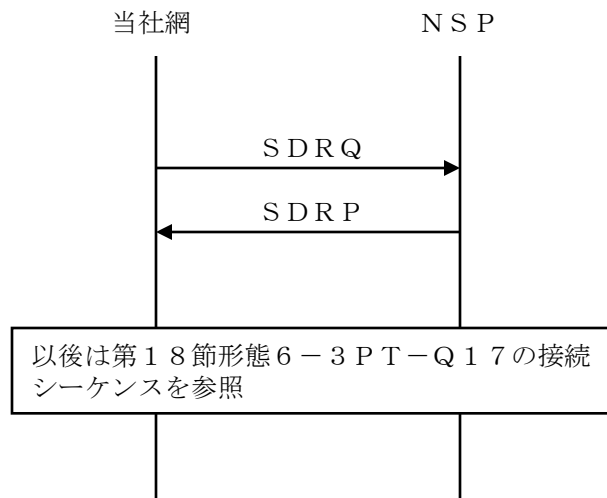 当社網
ＮＳＰ
ＳＤＲＱ
ＳＤＲＰ
以後は第１８節形態６－３ＰＴ－Ｑ１７の接続
シーケンスを参照